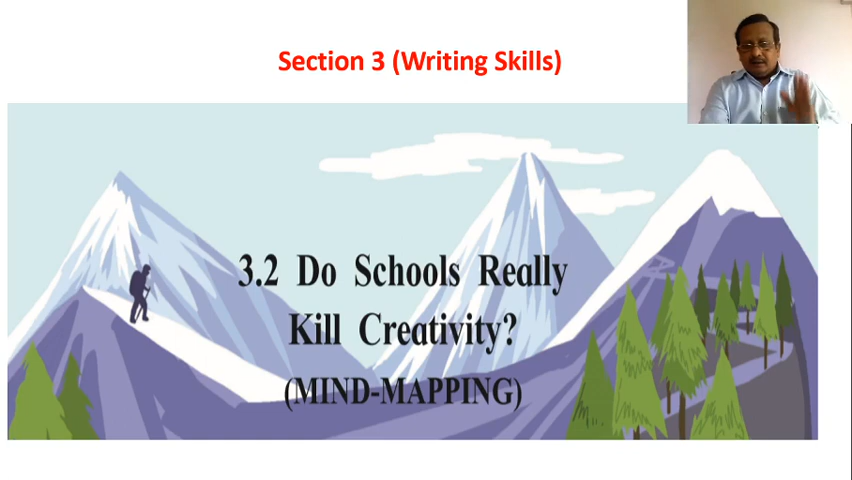 Section 3 (Writing Skills)
3.2 Do Schools Really
Kill Creativity?
(MIND-MAPPING)